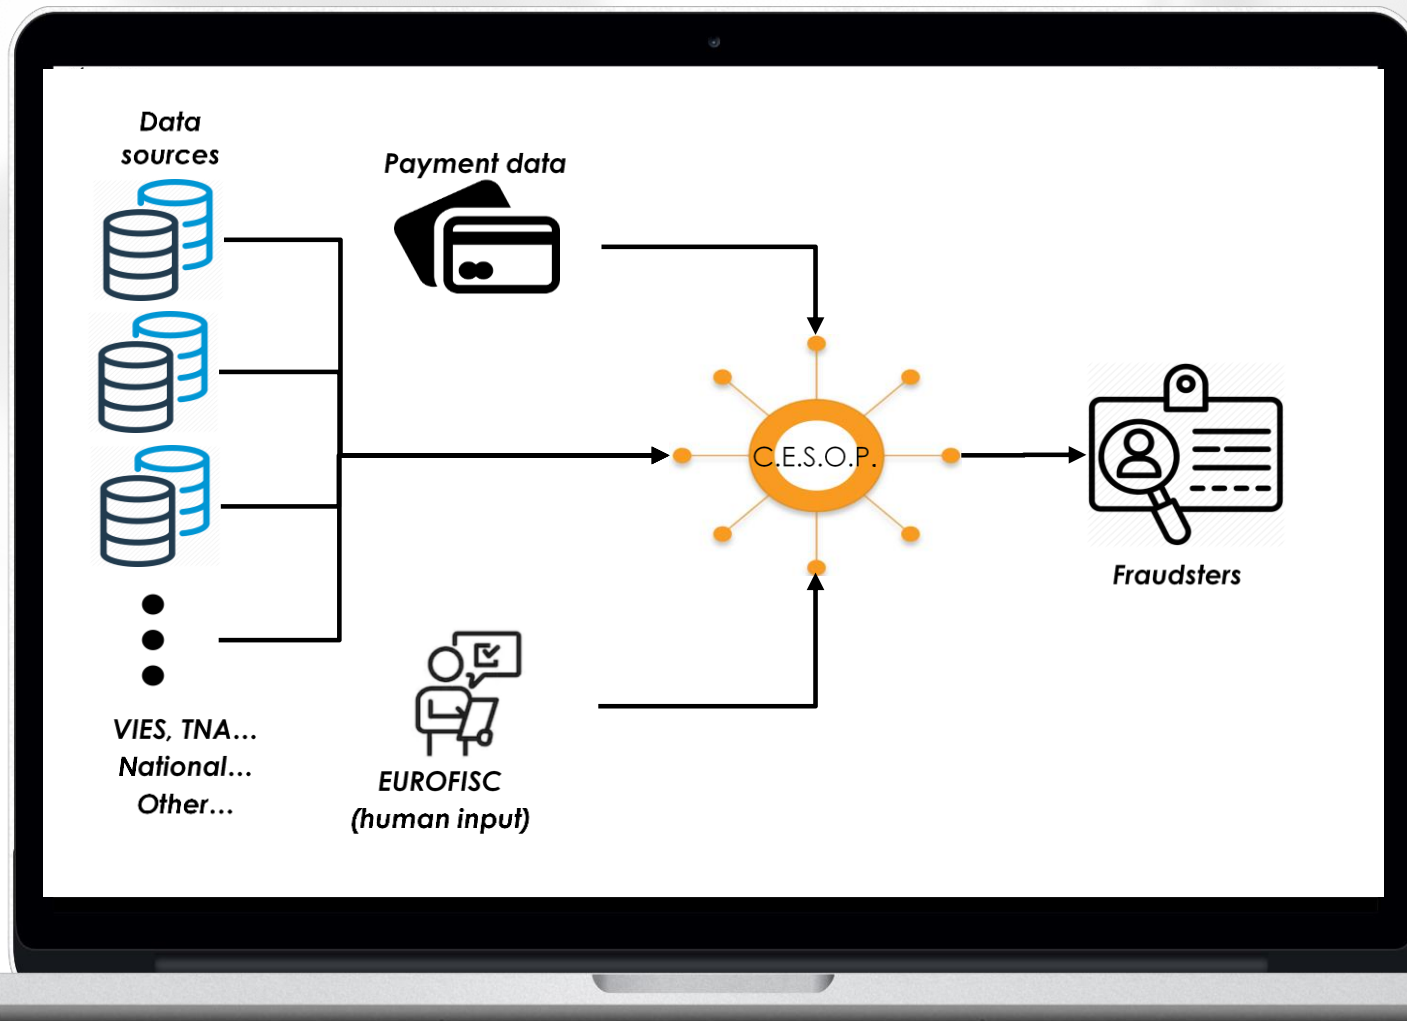 Data
sources
Payment data
C.E.S.O.P.
Fraudsters
VIES, TNA...
National...
Other...
EUROFISC
(human input)